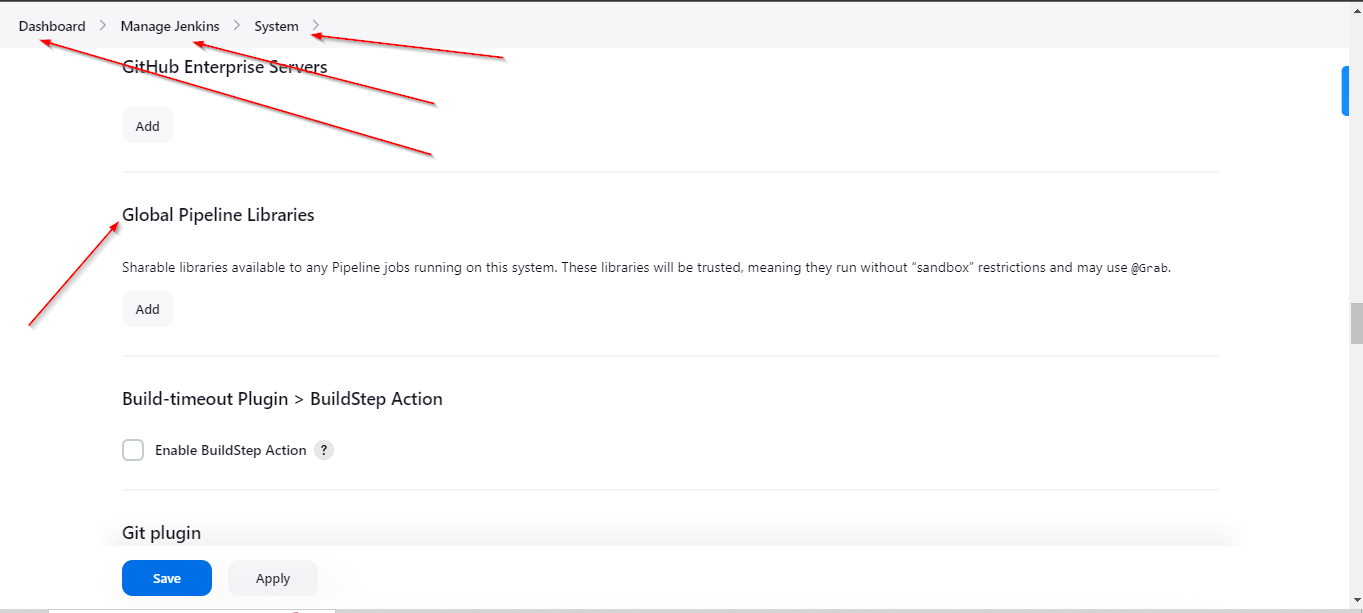 Dashboard > Manage Jenkins > System >
GitHub Enterprise Servers
Add
Global Pipeline Libraries
Sharable libraries available to any Pipeline jobs running on this system. These libraries will be trusted, meaning they run without “sandbox” restrictions and may use @Grab.
Add
Build-timeout Plugin > BuildStep Action
Enable BuildStep Action ?
Git plugin
Save Apply